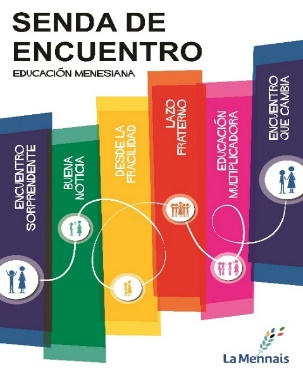 SENDA DE
ENCUENTRO
EDUCACIÓN MENESIANA
ENCUENTRO
SORPRENDENTE
BUENA
NOTICIA
DESDE LA
FRAGILIDAD
LAZO
FRATERNO
EDUCACIÓN
MULTIPLICADORA
ENCUENTRO
QUE CAMBIA
La Mennais